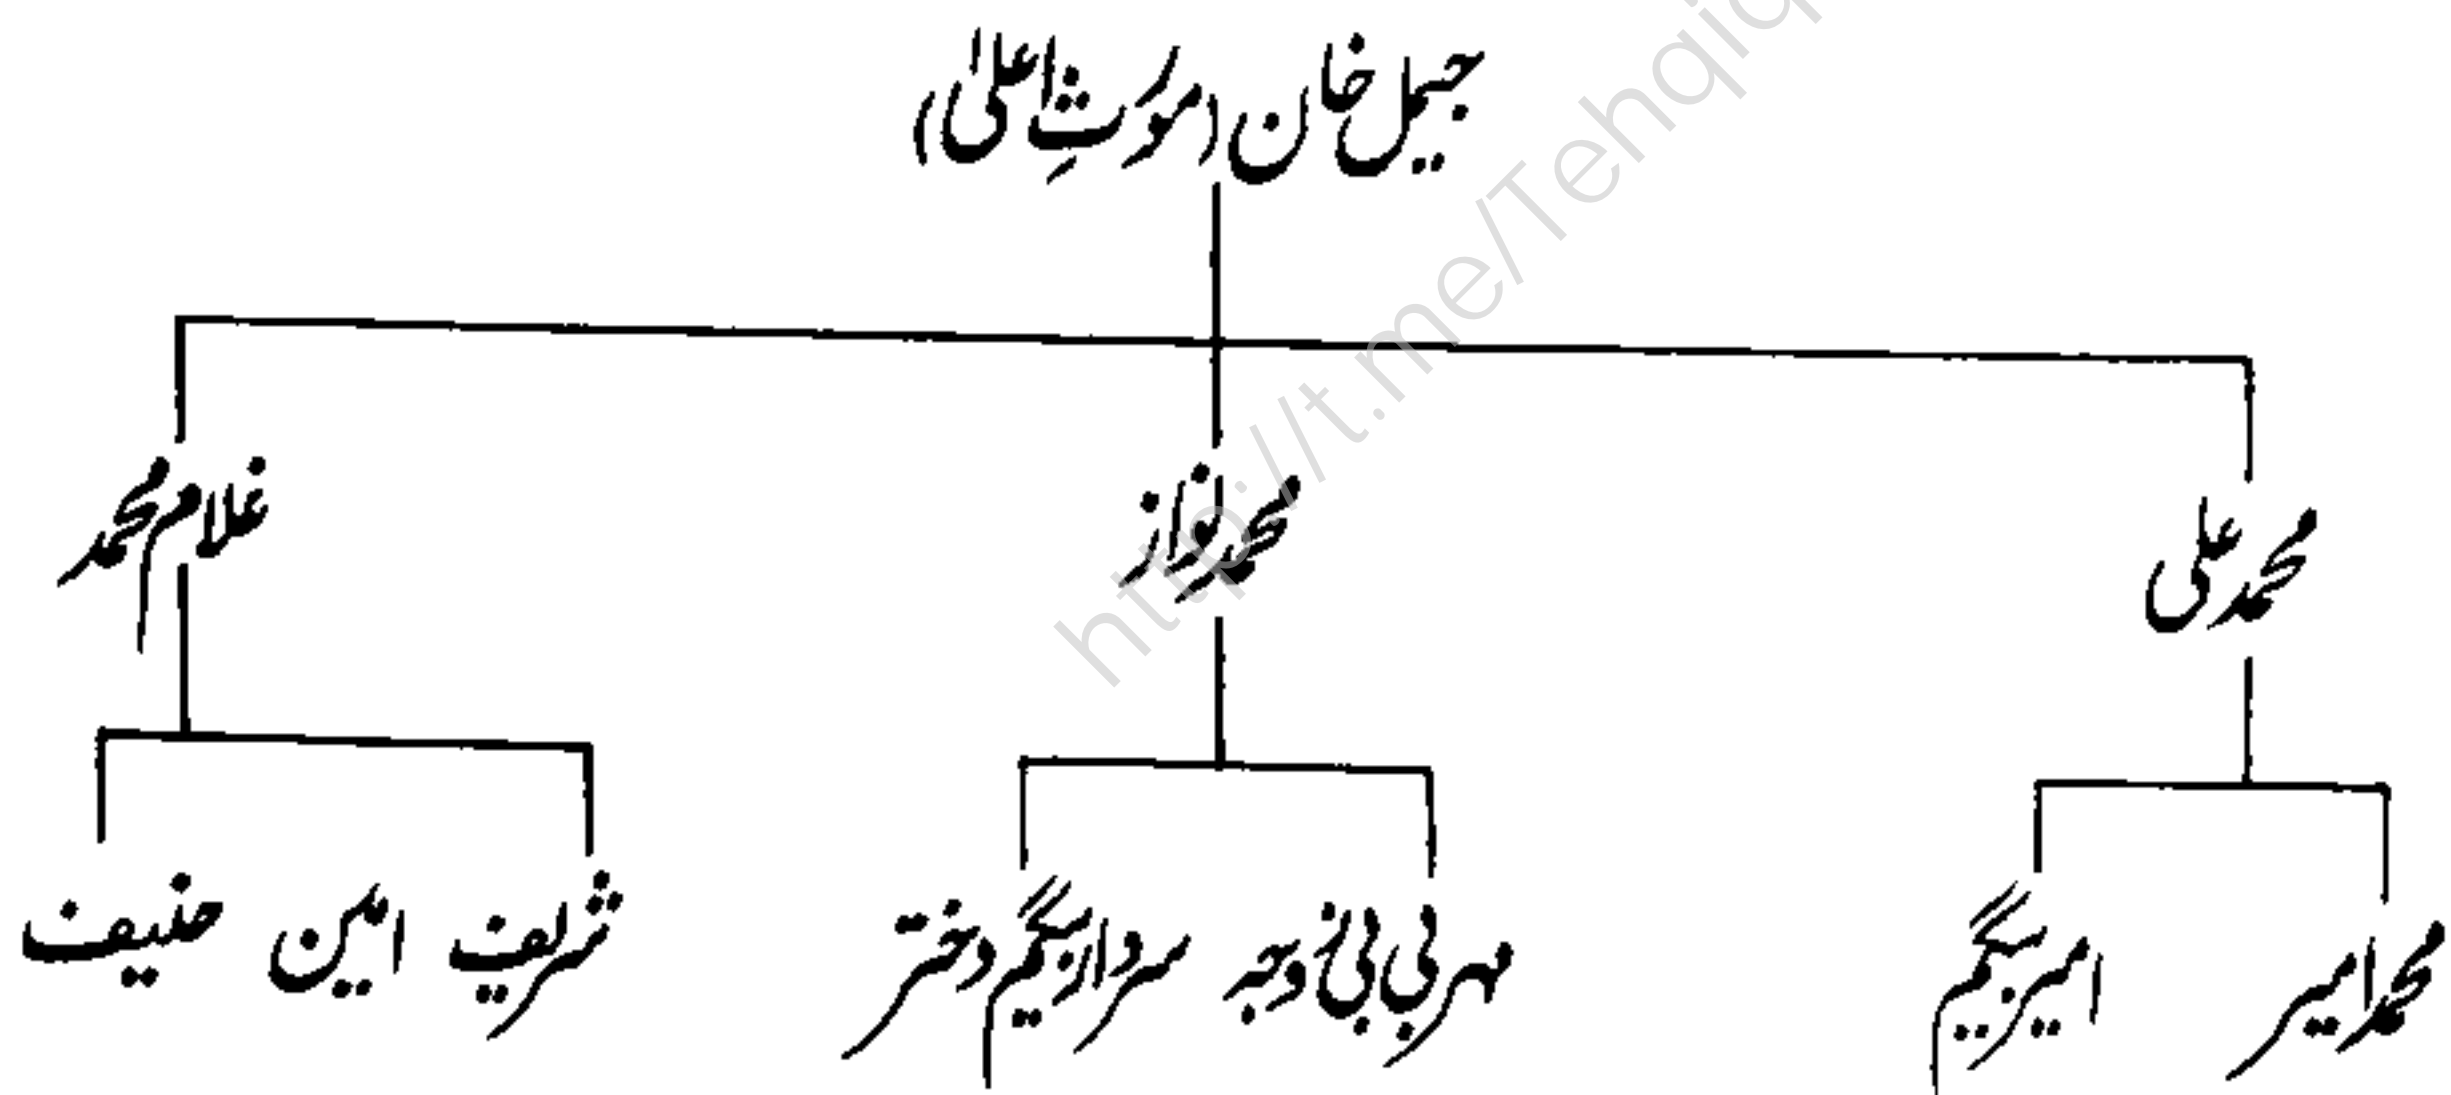 جمیل خان (مورثِ اعلیٰ)
محمد علی محمد نواز غلام محمد
محمد امیر امیر بیگم مہر بی بی زوجہ سردار بیگم دختر شریف امین حنیف
http://t.me/Tehqiq